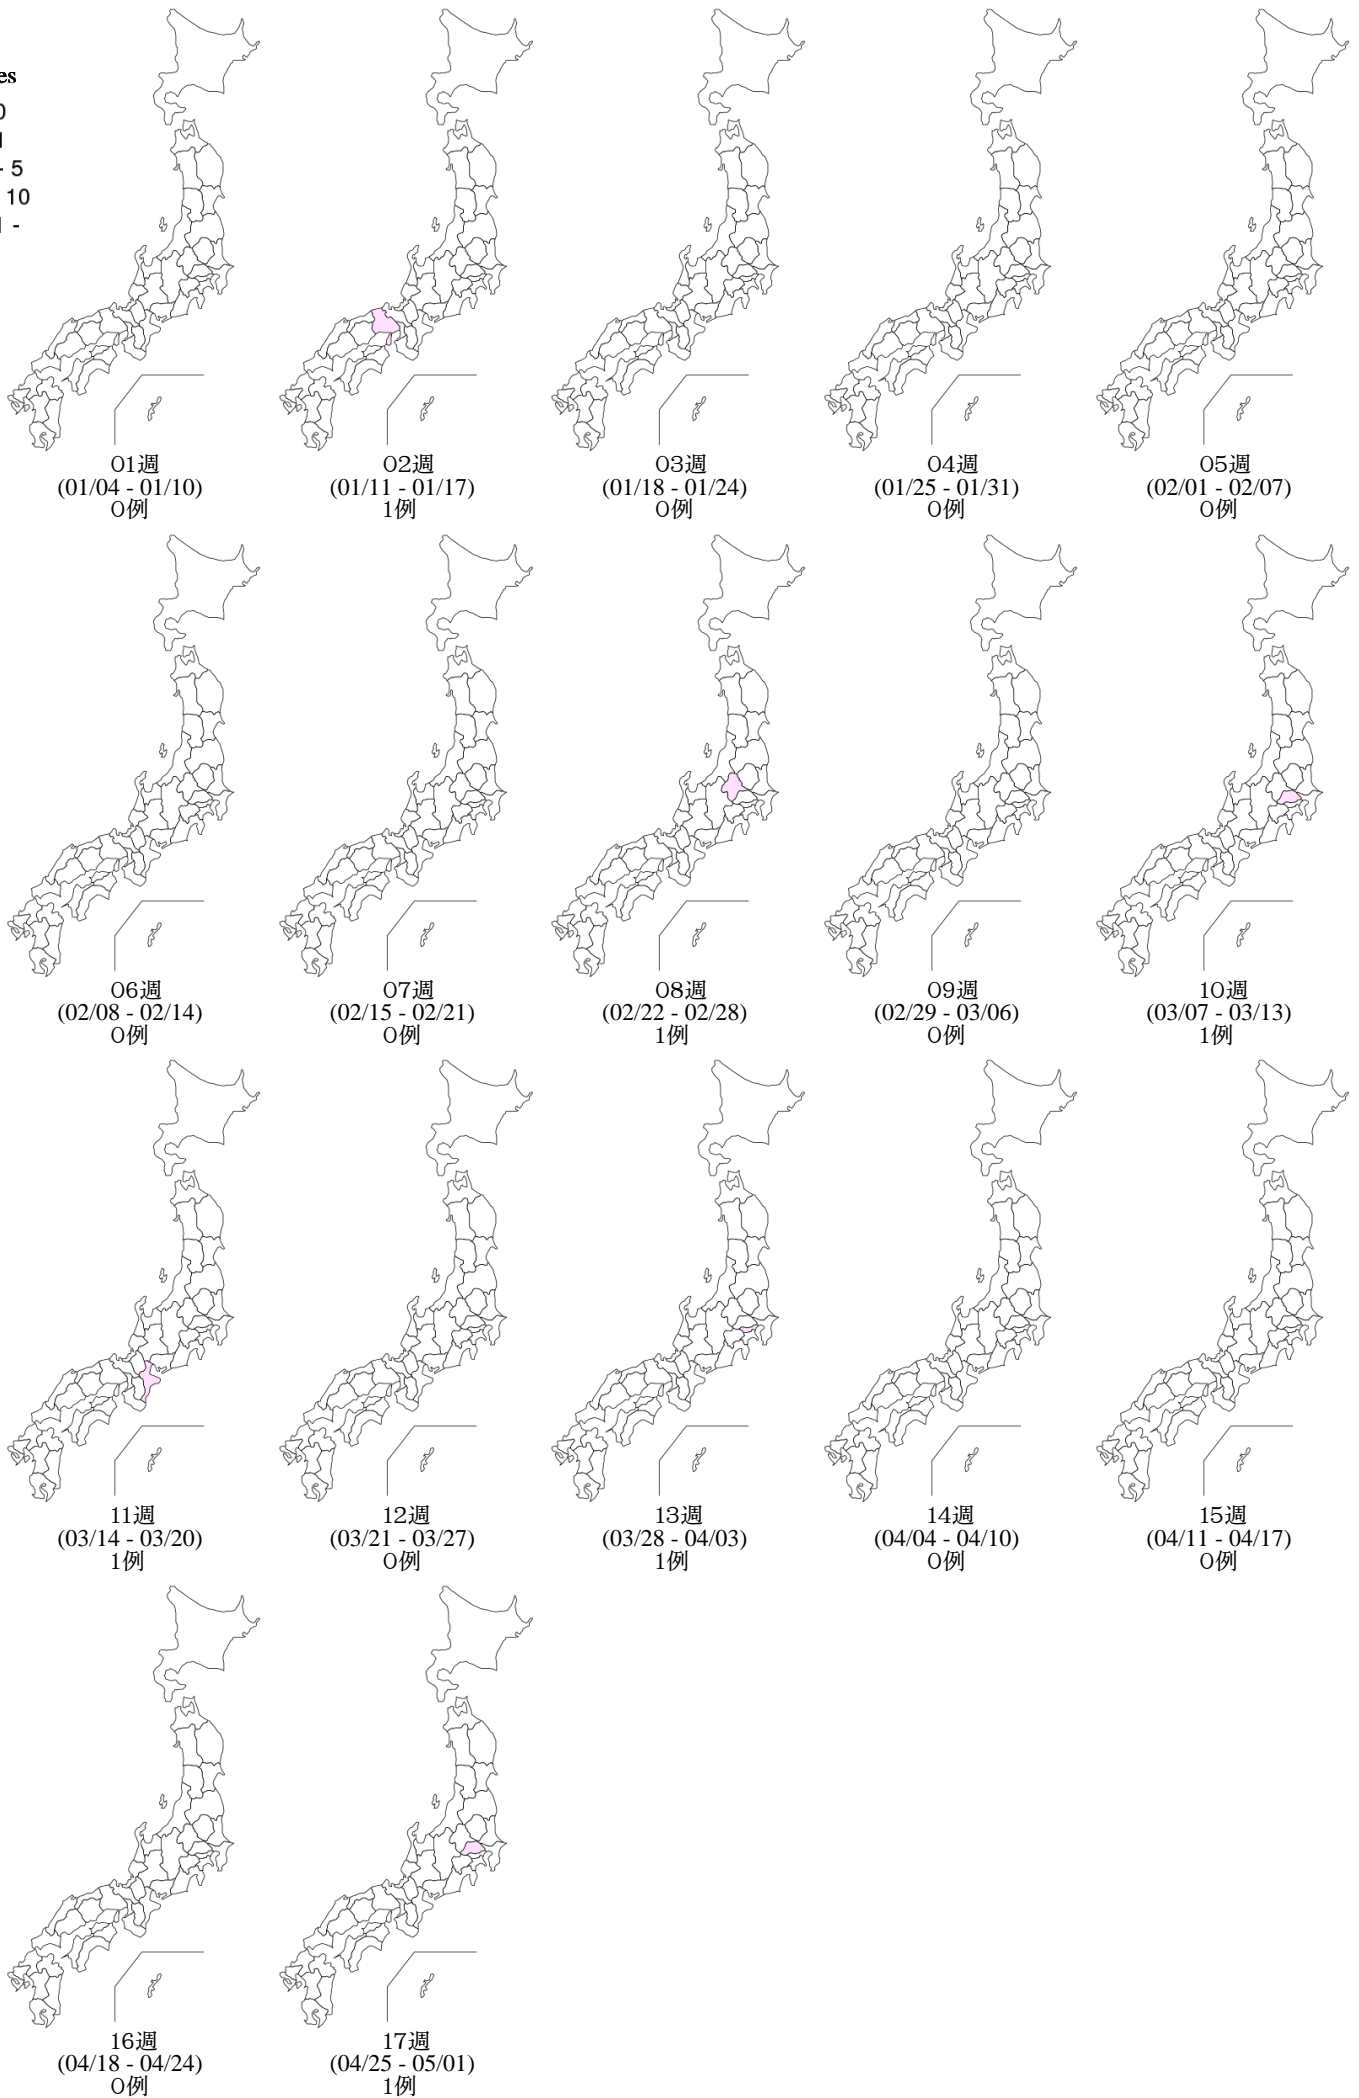 es
0
1
- 5
10
-
01週
(01/04 - 01/10)
0例
02週
(01/11 - 01/17)
1例
03週
(01/18 - 01/24)
0例
04週
(01/25 - 01/31)
0例
05週
(02/01 - 02/07)
0例
06週
(02/08 - 02/14)
0例
07週
(02/15 - 02/21)
0例
08週
(02/22 - 02/28)
1例
09週
(02/29 - 03/06)
0例
10週
(03/07 - 03/13)
1例
11週
(03/14 - 03/20)
1例
12週
(03/21 - 03/27)
0例
13週
(03/28 - 04/03)
1例
14週
(04/04 - 04/10)
0例
15週
(04/11 - 04/17)
0例
16週
(04/18 - 04/24)
0例
17週
(04/25 - 05/01)
1例